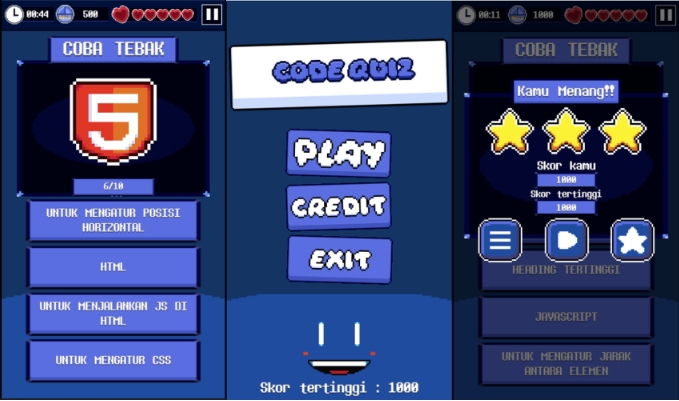 00:44
500
COBA TEBAK
5
6/10
UNTUK MENGATUR POSISI
HORIZONTAL
HTML
UNTUK MENJALANKAN JS DI
HTML
UNTUK MENGATUR CSS
CODE QUIZ
PLAY
CREDIT
EXIT
Skor tertinggi : 1000
00:11
1000
COBA TEBAK
Kamu Menang!!
Skor kamu
1000
Skor tertinggi
1000
HEADING TERTINGGI
JAVASCRIPT
UNTUK MENGATUR JARAK
ANTARA ELEMEN